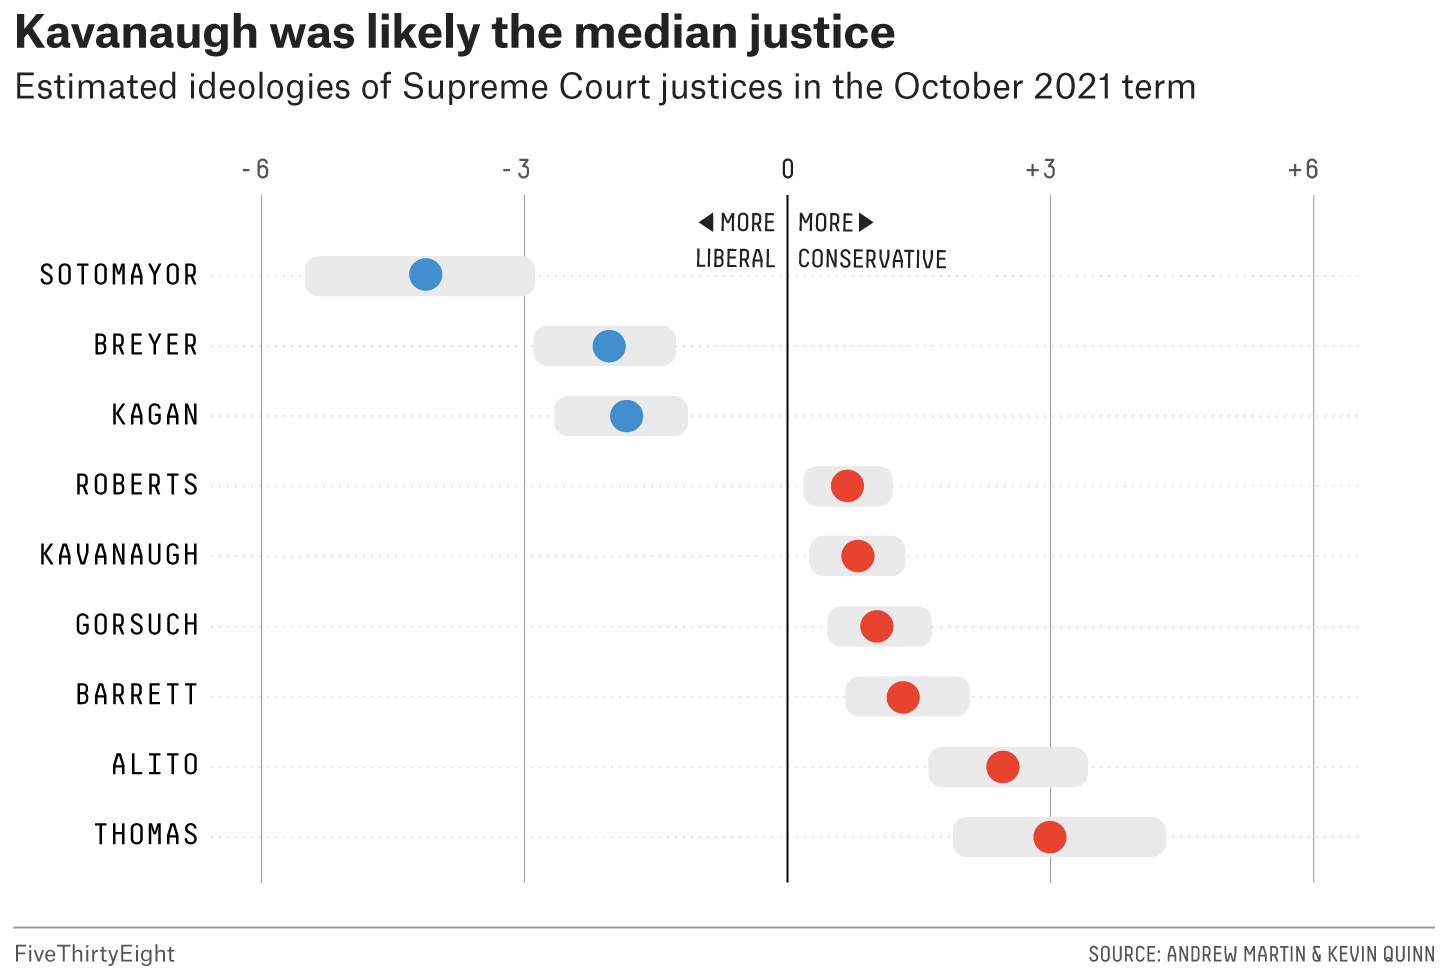 Kavanaugh was likely the median justice
Estimated ideologies of Supreme Court justices in the October 2021 term
-6 -3 0 +3 +6
◀ MORE MORE ▶
LIBERAL CONSERVATIVE
SOTOMAYOR
BREYER
KAGAN
ROBERTS
KAVANAUGH
GORSUCH
BARRETT
ALITO
THOMAS
FiveThirtyEight SOURCE: ANDREW MARTIN & KEVIN QUINN